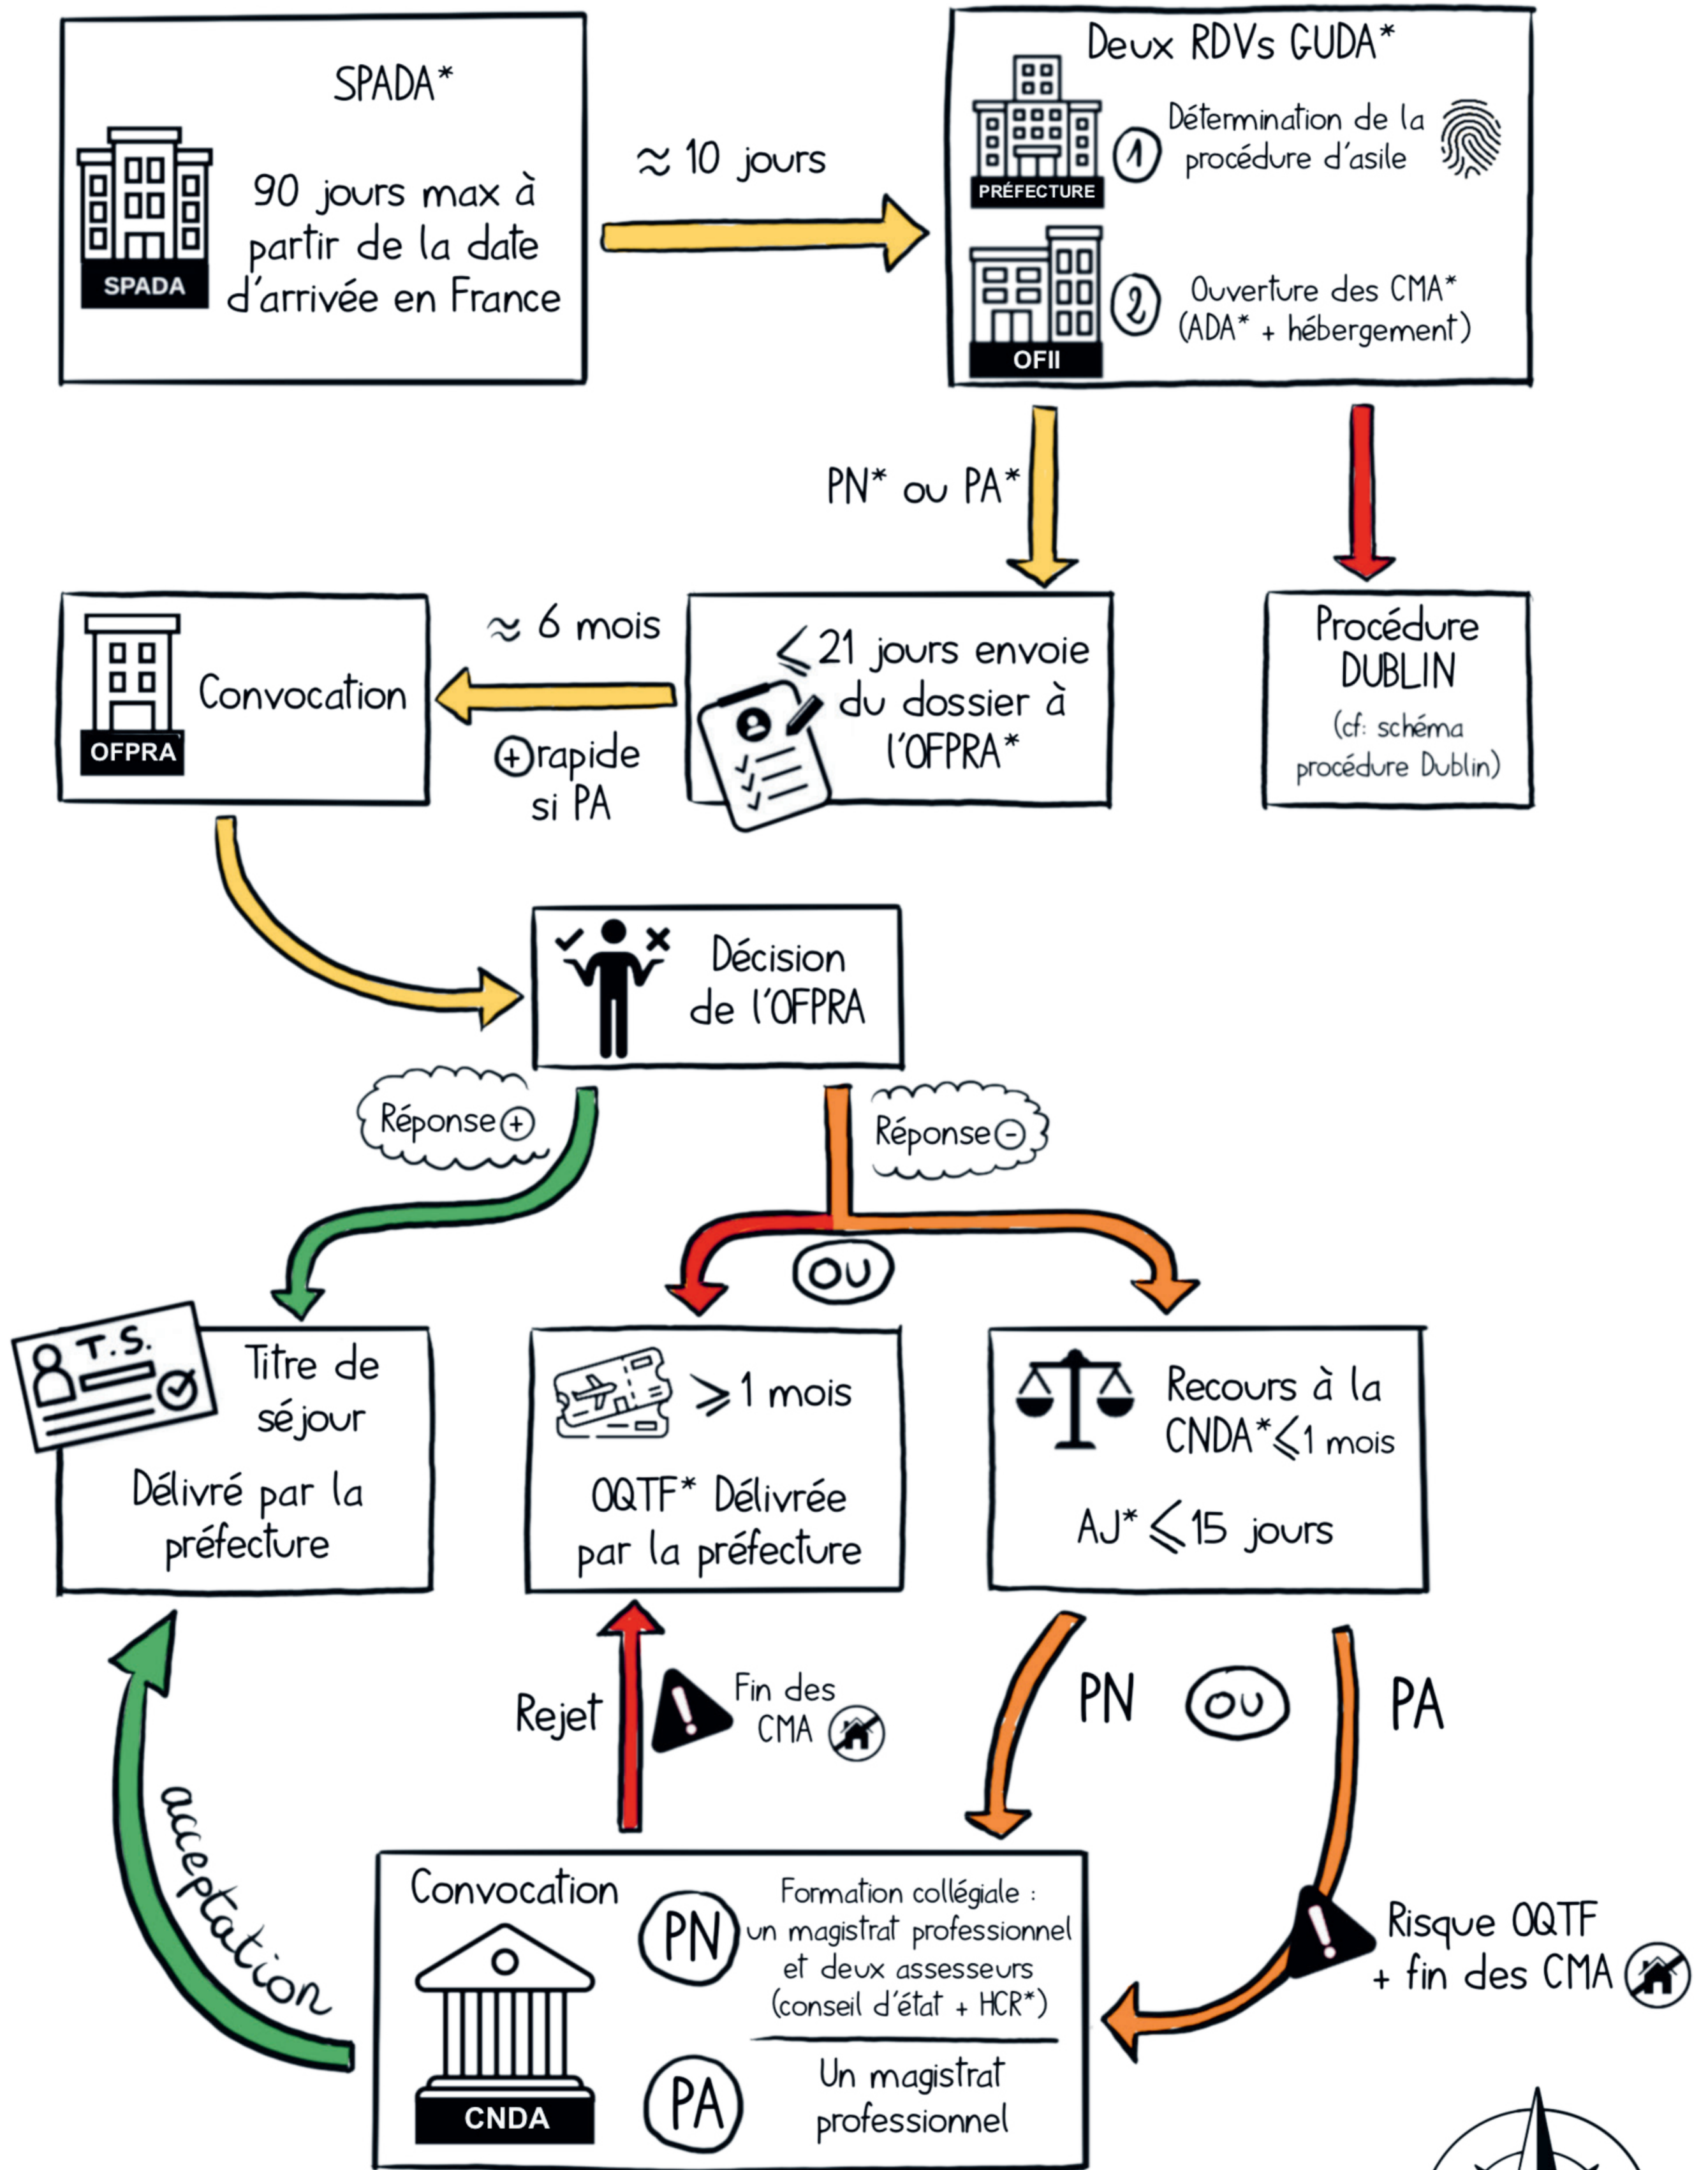 SPADA*
SPADA
90 jours max à
partir de la date
d'arrivée en France
≈ 10 jours
Deux RDVs GUDA*
PRÉFECTURE
1
Détermination de la
procédure d'asile
OFII
2
Ouverture des CMA*
(ADA* + hébergement)
PN* ou PA*
OFPRA
Convocation
≈ 6 mois
+ rapide
si PA
⩽ 21 jours envoie
du dossier à
l'OFPRA*
Procédure
DUBLIN
(cf: schéma
procédure Dublin)
Décision
de l'OFPRA
Réponse +
Réponse -
OU
T.S.
Titre de
séjour
Délivré par la
préfecture
⩾ 1 mois
OQTF* Délivrée
par la préfecture
Recours à la
CNDA* ⩽ 1 mois
AJ* ⩽ 15 jours
acceptation
Rejet
!
Fin des
CMA
PN
OU
PA
!
Risque OQTF
+ fin des CMA
Convocation
CNDA
PN
Formation collégiale :
un magistrat professionnel
et deux assesseurs
(conseil d'état + HCR*)
PA
Un magistrat
professionnel